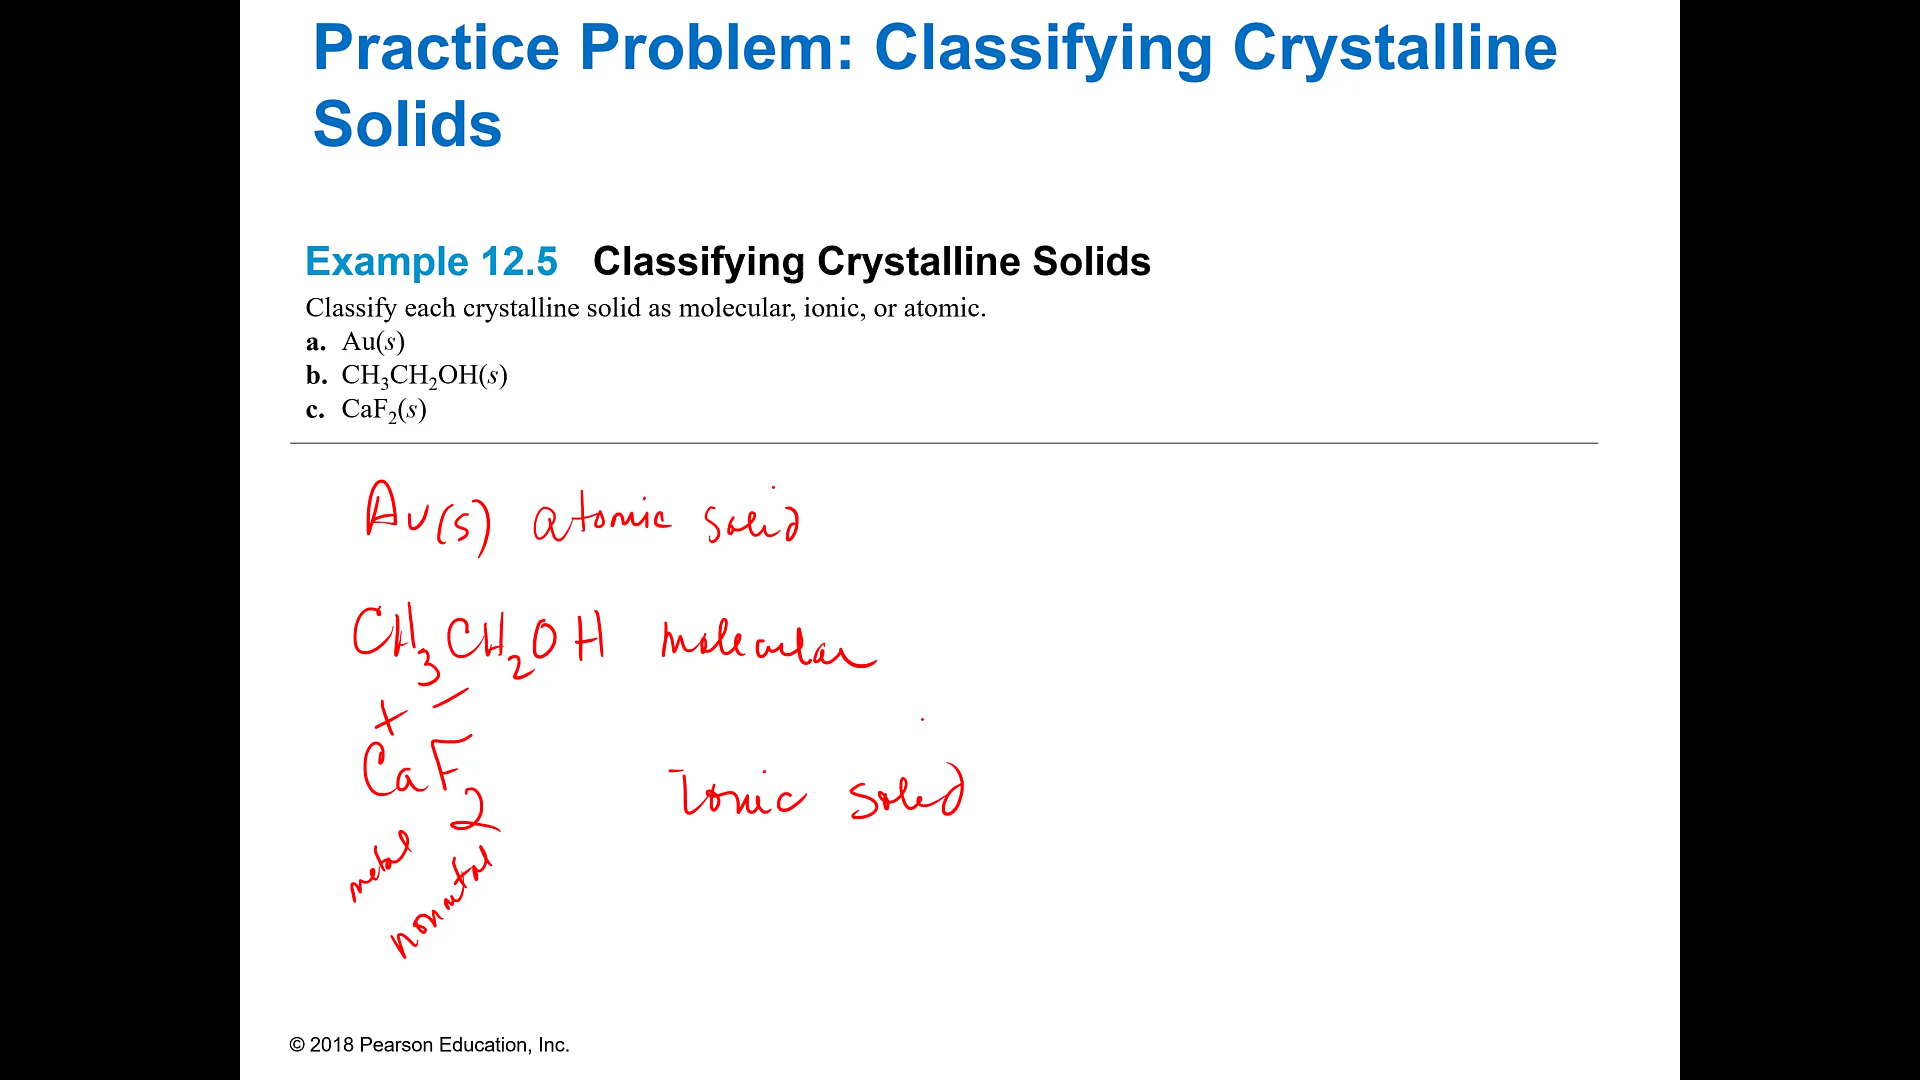 Practice Problem: Classifying Crystalline
Solids
Example 12.5 Classifying Crystalline Solids
Classify each crystalline solid as molecular, ionic, or atomic.
a. Au(s)
b. CH₃CH₂OH(s)
c. CaF₂(s)
Au(s) atomic solid
CH₃CH₂OH molecular
+ −
CaF₂ Ionic solid
metal
nonmetal
© 2018 Pearson Education, Inc.